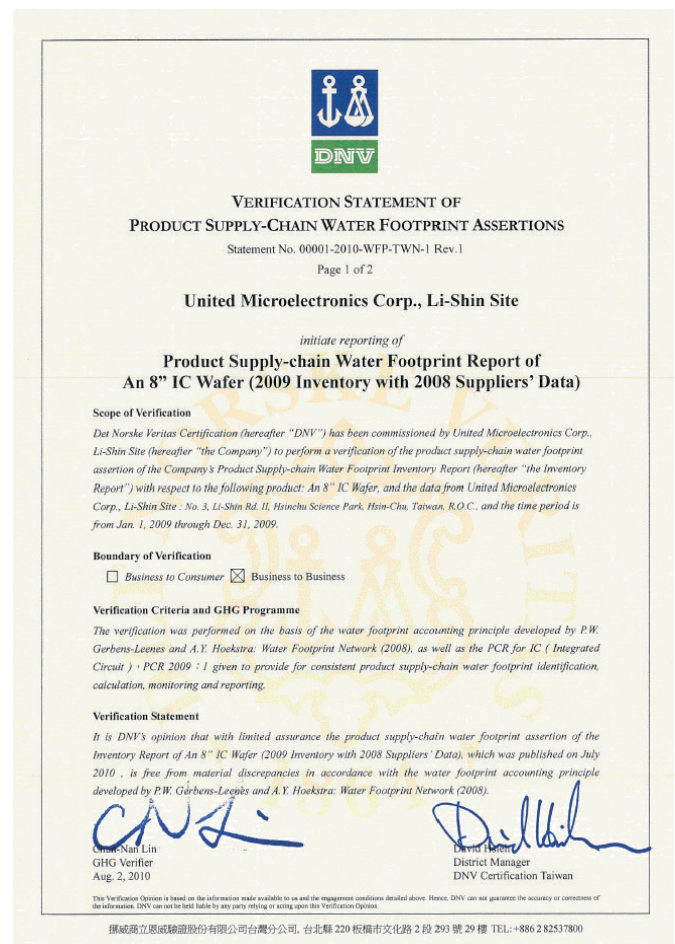 DNV
VERIFICATION STATEMENT OF
PRODUCT SUPPLY-CHAIN WATER FOOTPRINT ASSERTIONS
Statement No. 00001-2010-WFP-TWN-1 Rev.1
Page 1 of 2
United Microelectronics Corp., Li-Shin Site
initiate reporting of
Product Supply-chain Water Footprint Report of
An 8” IC Wafer (2009 Inventory with 2008 Suppliers’ Data)
Scope of Verification
Det Norske Veritas Certification (hereafter “DNV”) has been commissioned by United Microelectronics Corp.,
Li-Shin Site (hereafter “the Company”) to perform a verification of the product supply-chain water footprint
assertion of the Company’s Product Supply-chain Water Footprint Inventory Report (hereafter “the Inventory
Report”) with respect to the following product: An 8” IC Wafer, and the data from United Microelectronics
Corp., Li-Shin Site : No. 3, Li-Shin Rd. II, Hsinchu Science Park, Hsin-Chu, Taiwan, R.O.C., and the time period is
from Jan. 1, 2009 through Dec. 31, 2009.
Boundary of Verification
Business to Consumer Business to Business
Verification Criteria and GHG Programme
The verification was performed on the basis of the water footprint accounting principle developed by P.W.
Gerbens-Leenes and A.Y. Hoekstra: Water Footprint Network (2008), as well as the PCR for IC ( Integrated
Circuit ) , PCR 2009 : 1 given to provide for consistent product supply-chain water footprint identification,
calculation, monitoring and reporting.
Verification Statement
It is DNV’s opinion that with limited assurance the product supply-chain water footprint assertion of the
Inventory Report of An 8” IC Wafer (2009 Inventory with 2008 Suppliers’ Data), which was published on July
2010 , is free from material discrepancies in accordance with the water footprint accounting principle
developed by P.W. Gerbens-Leenes and A.Y. Hoekstra: Water Footprint Network (2008).
Chun-Nan Lin
GHG Verifier
Aug. 2, 2010
David Hsieh
District Manager
DNV Certification Taiwan
This Verification Opinion is based on the information made available to us and the engagement conditions detailed above. Hence, DNV can not guarantee the accuracy or correctness of
the information. DNV can not be held liable by any party relying or acting upon this Verification Opinion.
挪威商立恩威驗證股份有限公司台灣分公司, 台北縣 220 板橋市文化路 2 段 293 號 29 樓 TEL: +886 2 82537800